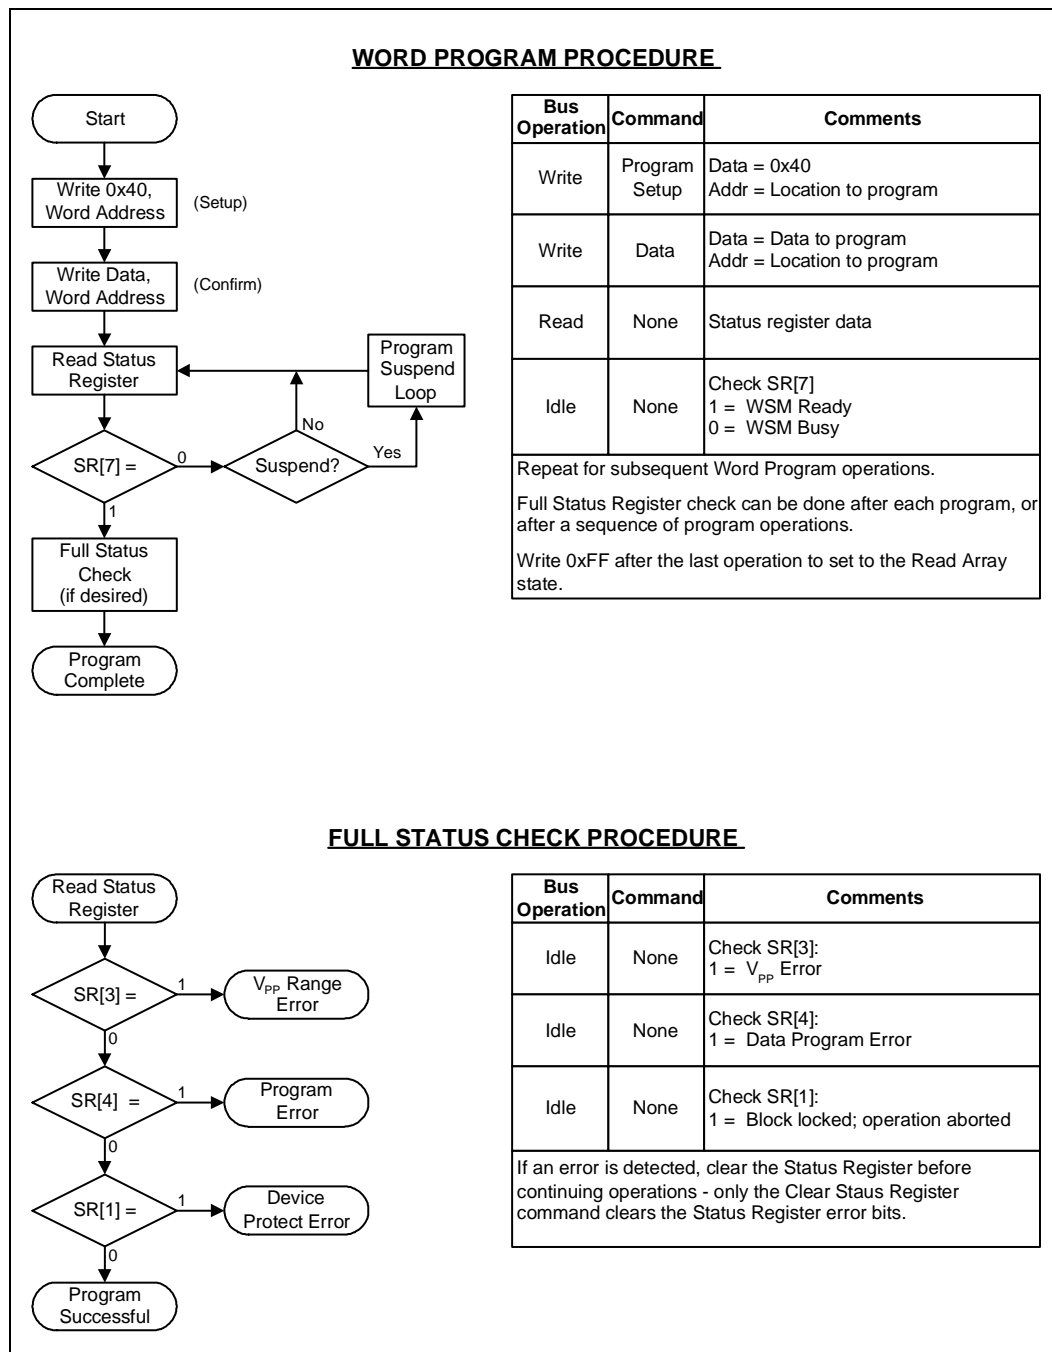 WORD PROGRAM PROCEDURE
Start
Write 0x40,
Word Address
(Setup)
Write Data,
Word Address
(Confirm)
Read Status
Register
Program
Suspend
Loop
No
SR[7] =
0
Suspend?
Yes
1
Full Status
Check
(if desired)
Program
Complete
Bus
Operation
Command
Comments
Write
Program
Setup
Data = 0x40
Addr = Location to program
Write
Data
Data = Data to program
Addr = Location to program
Read
None
Status register data
Idle
None
Check SR[7]
1 = WSM Ready
0 = WSM Busy
Repeat for subsequent Word Program operations.
Full Status Register check can be done after each program, or
after a sequence of program operations.
Write 0xFF after the last operation to set to the Read Array
state.
FULL STATUS CHECK PROCEDURE
Read Status
Register
SR[3] =
1
VPP Range
Error
0
SR[4] =
1
Program
Error
0
SR[1] =
1
Device
Protect Error
0
Program
Successful
Bus
Operation
Command
Comments
Idle
None
Check SR[3]:
1 = VPP Error
Idle
None
Check SR[4]:
1 = Data Program Error
Idle
None
Check SR[1]:
1 = Block locked; operation aborted
If an error is detected, clear the Status Register before
continuing operations - only the Clear Staus Register
command clears the Status Register error bits.